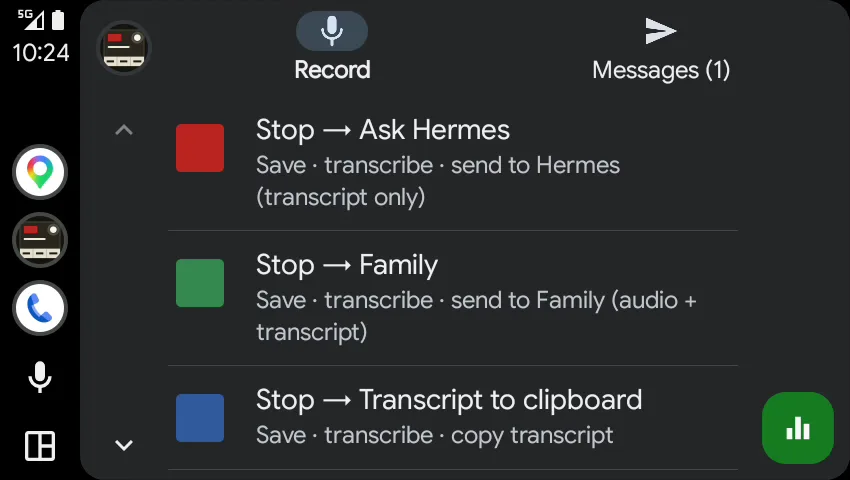 5G
10:24
Record
Messages (1)
Stop → Ask Hermes
Save · transcribe · send to Hermes
(transcript only)
Stop → Family
Save · transcribe · send to Family (audio +
transcript)
Stop → Transcript to clipboard
Save · transcribe · copy transcript